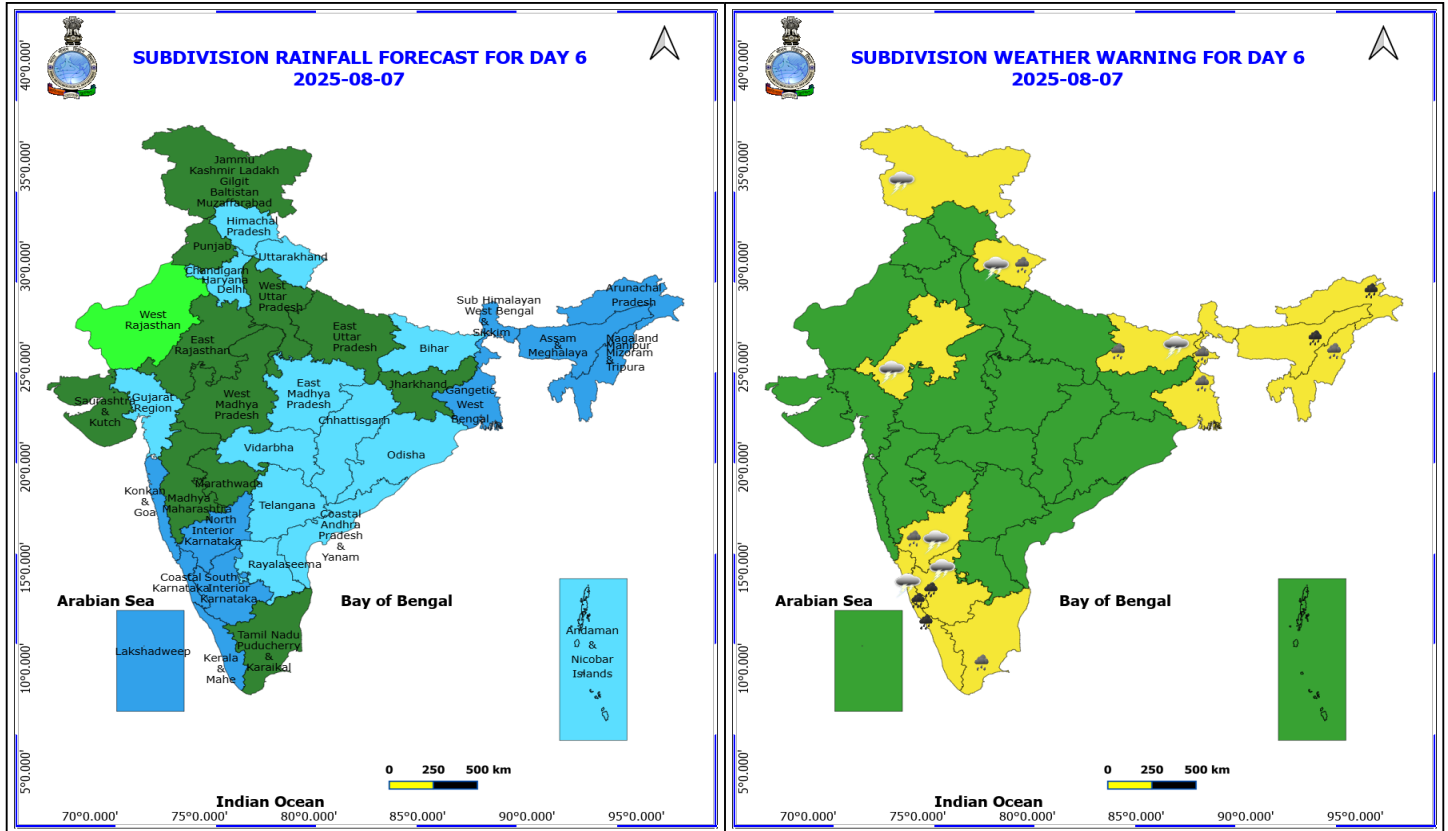 SUBDIVISION RAINFALL FORECAST FOR DAY 6
2025-08-07
40°0.000'
35°0.000'
30°0.000'
25°0.000'
20°0.000'
15°0.000'
10°0.000'
5°0.000'
Jammu
Kashmir Ladakh
Gilgit
Baltistan
Muzaffarabad
Himachal
Pradesh
Punjab
Uttarakhand
Chandigarh
Haryana
Delhi
West
Uttar
Pradesh
West
Rajasthan
East
Rajasthan
East
Uttar
Pradesh
Sub Himalayan
West Bengal
&
Sikkim
Arunachal
Pradesh
Assam
&
Meghalaya
Nagaland
Manipur
Mizoram
&
Tripura
Bihar
Jharkhand
Gangetic
West
Bengal
Saurashtra
&
Kutch
Gujarat
Region
West
Madhya
Pradesh
East
Madhya
Pradesh
Chhattisgarh
Vidarbha
Odisha
Konkan
&
Goa
Madhya
Maharashtra
Marathwada
Telangana
North
Interior
Karnataka
Coastal
Andhra
Pradesh
&
Yanam
Rayalaseema
Coastal
Karnataka
South
Interior
Karnataka
Arabian Sea
Bay of Bengal
Lakshadweep
Kerala
&
Mahe
Tamil Nadu
Puducherry
&
Karaikal
Andaman
&
Nicobar
Islands
0 250 500 km
Indian Ocean
70°0.000' 75°0.000' 80°0.000' 85°0.000' 90°0.000' 95°0.000'
SUBDIVISION WEATHER WARNING FOR DAY 6
2025-08-07
40°0.000'
35°0.000'
30°0.000'
25°0.000'
20°0.000'
15°0.000'
10°0.000'
5°0.000'
Arabian Sea
Bay of Bengal
0 250 500 km
Indian Ocean
70°0.000' 75°0.000' 80°0.000' 85°0.000' 90°0.000' 95°0.000'